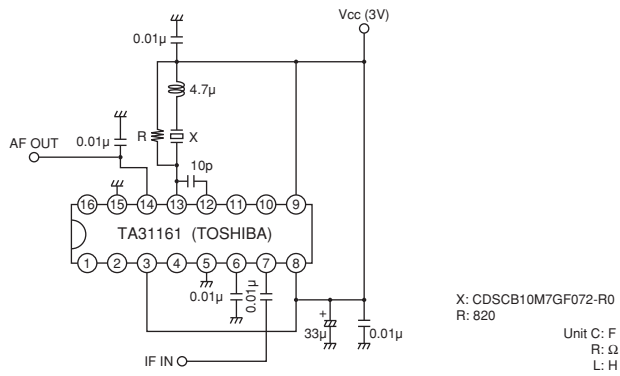 Vcc (3V)
0.01μ
4.7μ
0.01μ
R
X
AF OUT
10p
16 15 14 13 12 11 10 9
TA31161 (TOSHIBA)
1 2 3 4 5 6 7 8
0.01μ
0.01μ
+
33μ
0.01μ
IF IN
X: CDSCB10M7GF072-R0
R: 820
Unit C: F
R: Ω
L: H